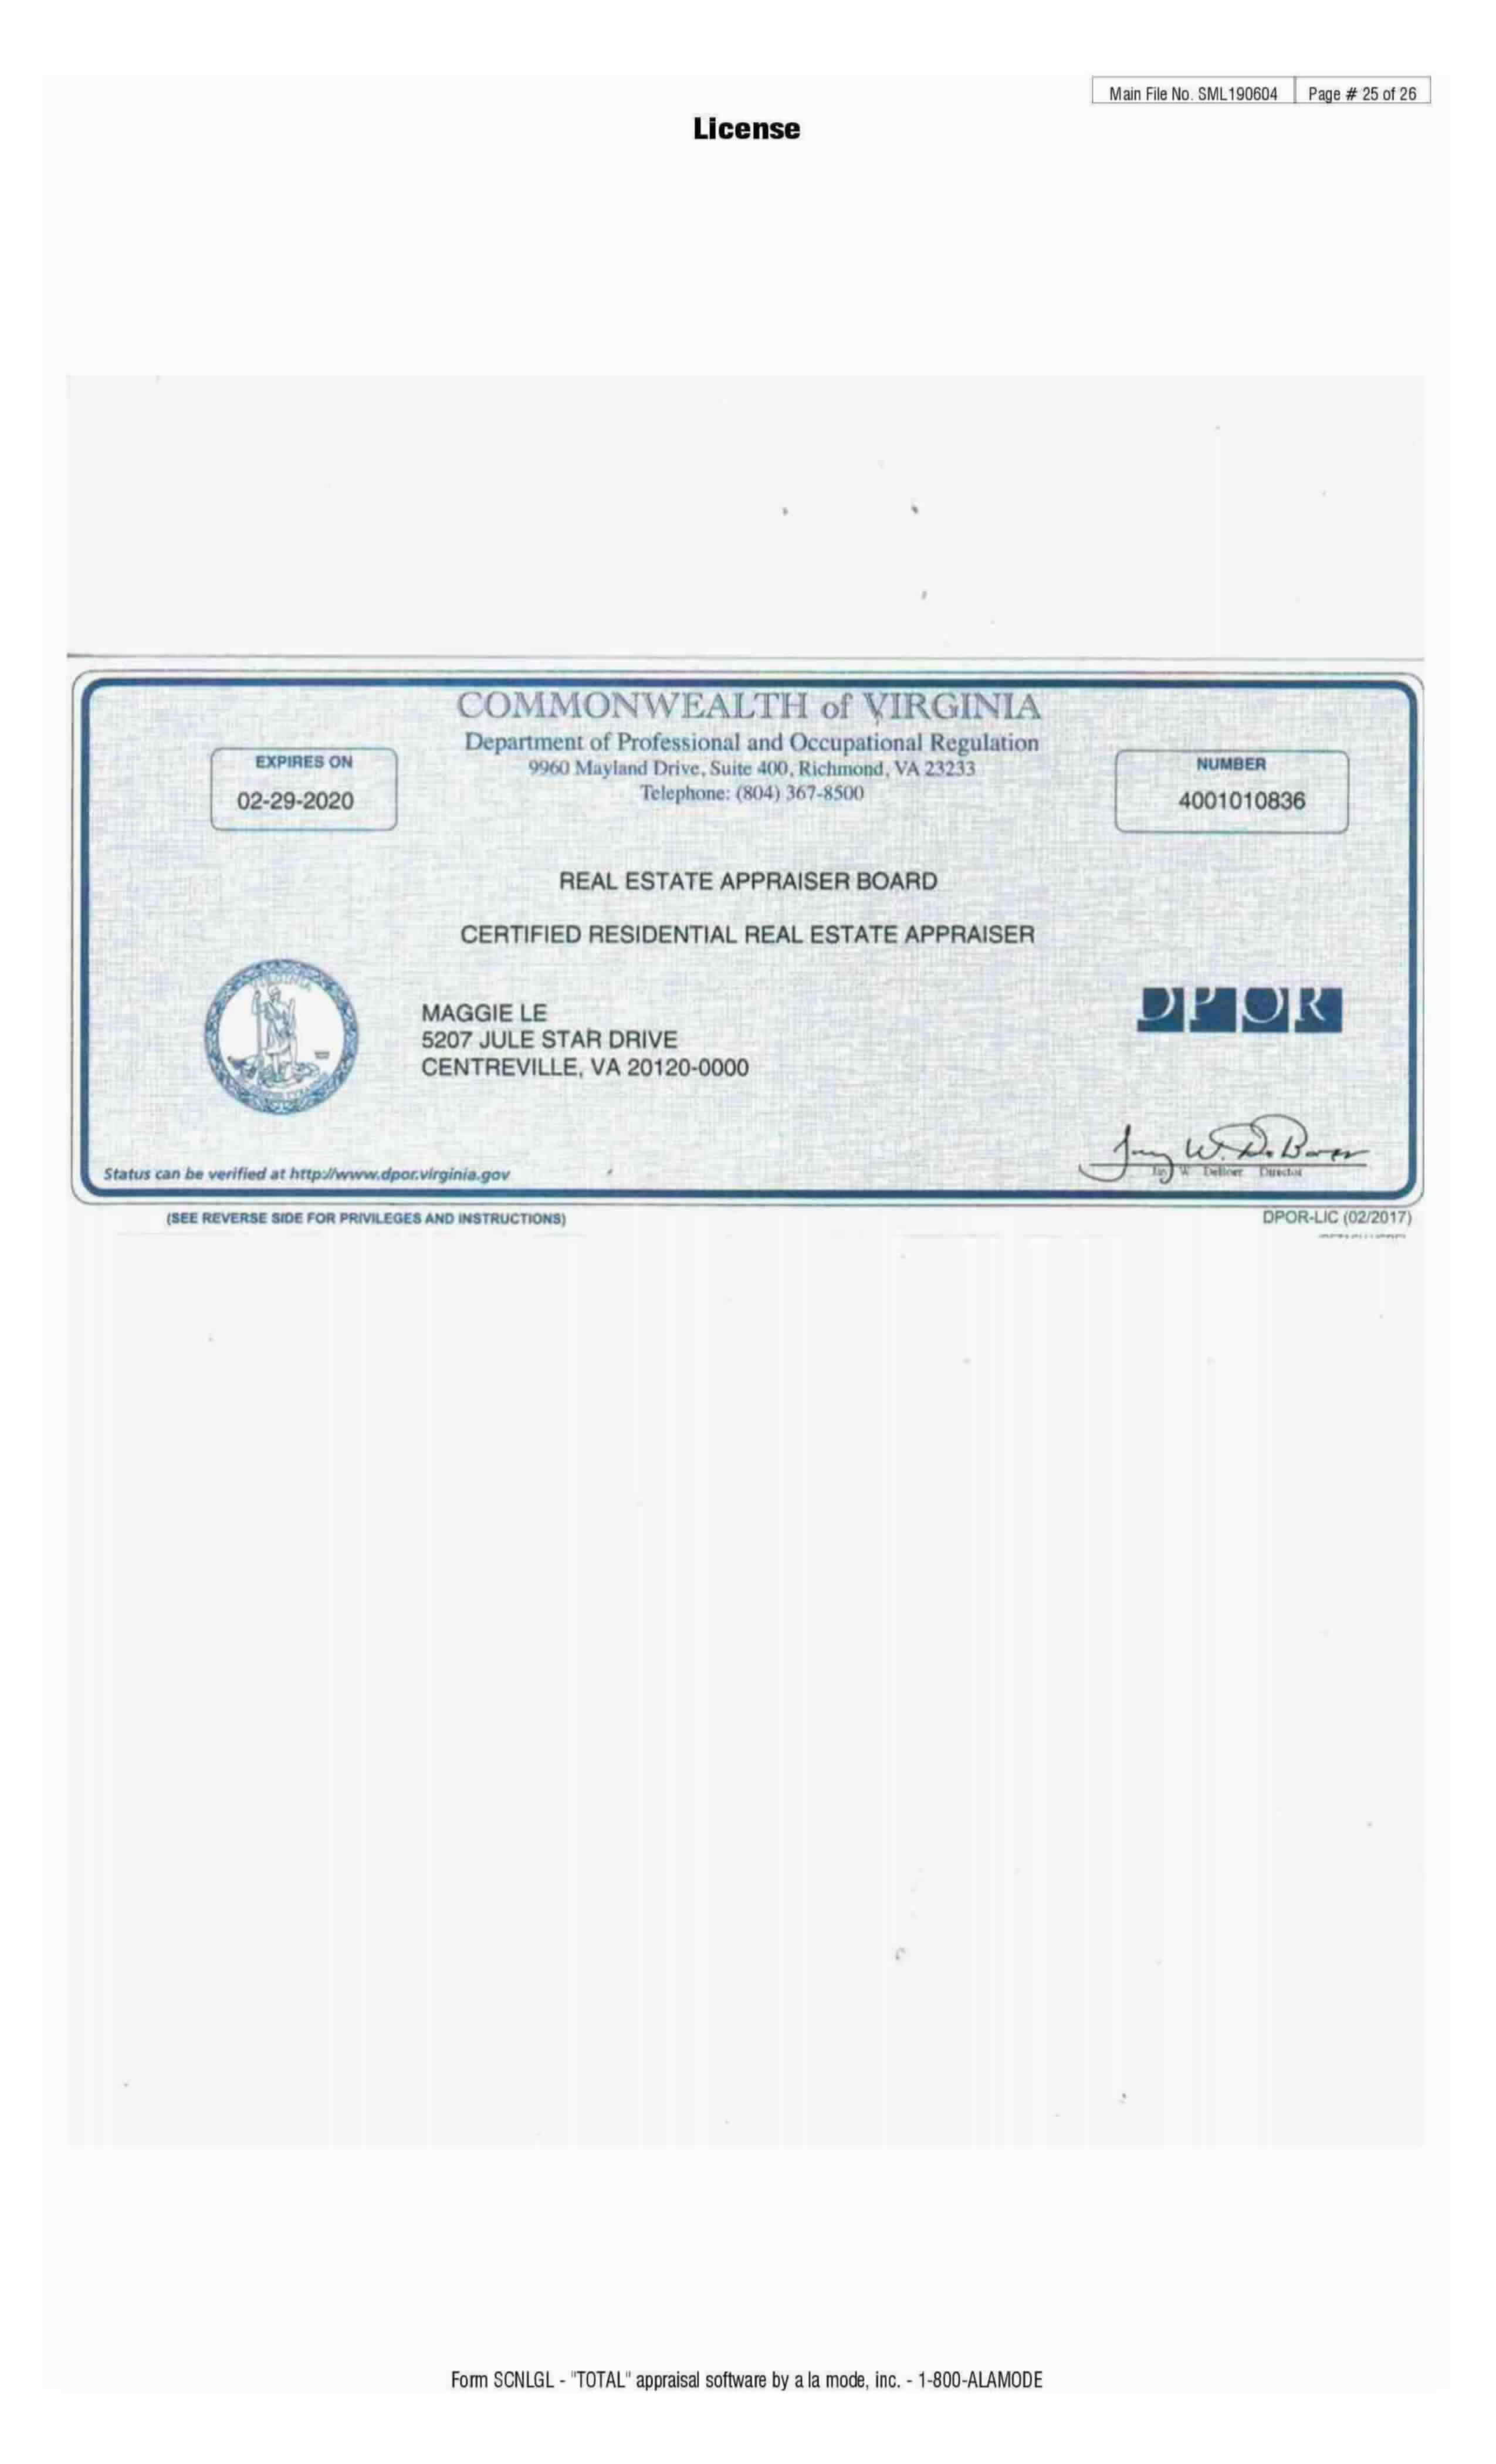 Main File No. SML190604 Page # 25 of 26
License
COMMONWEALTH of VIRGINIA
Department of Professional and Occupational Regulation
9960 Mayland Drive, Suite 400, Richmond, VA 23233
Telephone: (804) 367-8500
EXPIRES ON
02-29-2020
NUMBER
4001010836
REAL ESTATE APPRAISER BOARD
CERTIFIED RESIDENTIAL REAL ESTATE APPRAISER
VIRGINIA
DPOR
MAGGIE LE
5207 JULE STAR DRIVE
CENTREVILLE, VA 20120-0000
Jay W. DeBoer
Jay W. DeBoer Director
Status can be verified at http://www.dpor.virginia.gov
(SEE REVERSE SIDE FOR PRIVILEGES AND INSTRUCTIONS)
DPOR-LIC (02/2017)
Form SCNLGL - "TOTAL" appraisal software by a la mode, inc. - 1-800-ALAMODE